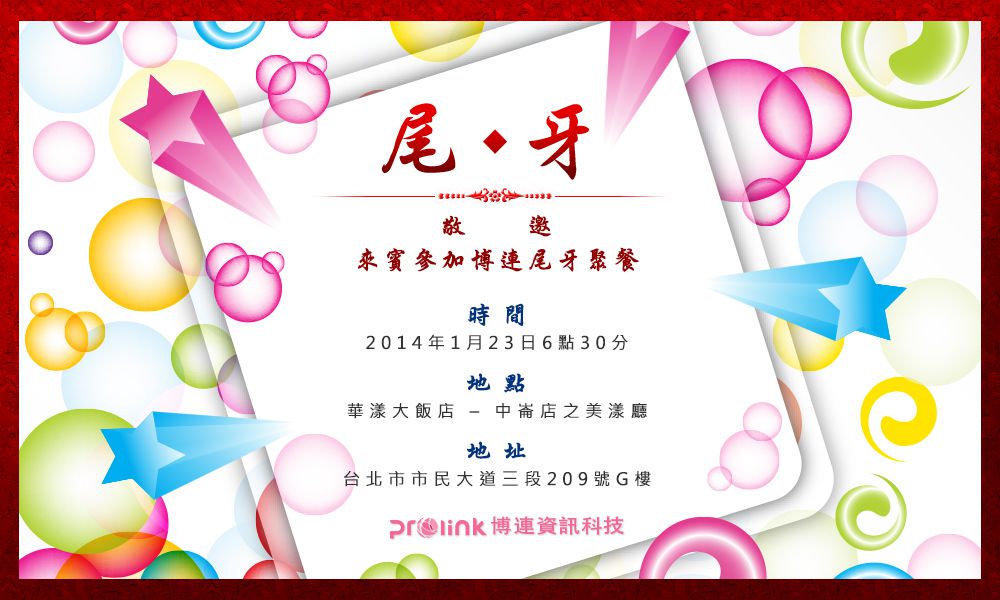 尾◆牙
敬 邀
來賓參加博連尾牙聚餐
時間
2014年1月23日6點30分
地點
華漾大飯店 – 中崙店之美漾廳
地址
台北市市民大道三段209號G樓
prolink 博連資訊科技